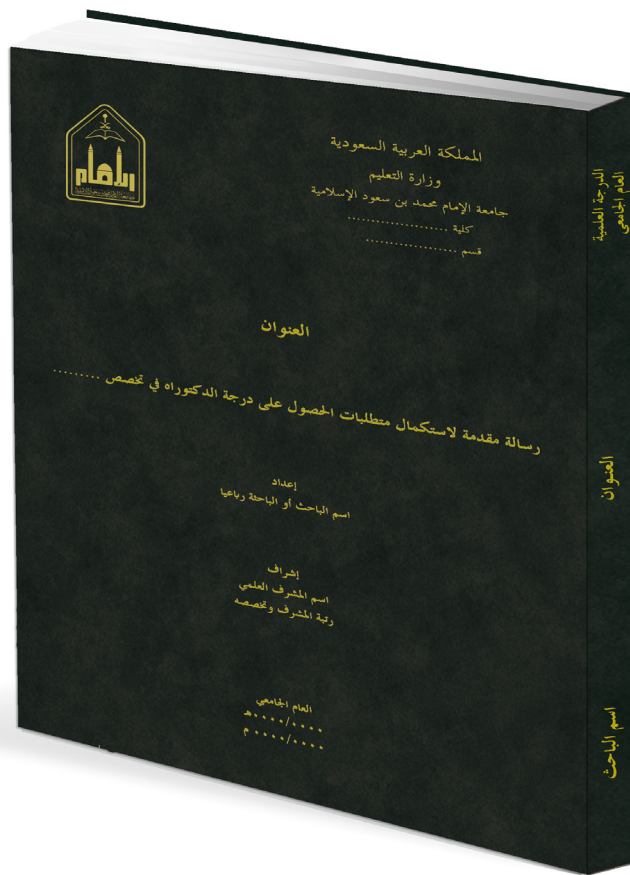 المملكة العربية السعودية
وزارة التعليم
جامعة الإمام محمد بن سعود الإسلامية
كلية ....................
قسم ..................
الإمام
العنوان
رسالة مقدمة لاستكمال متطلبات الحصول على درجة الدكتوراه في تخصص .........
إعداد
اسم الباحث أو الباحثة رباعيا
إشراف
اسم المشرف العلمي
رتبة المشرف وتخصصه
العام الجامعي
٠٠٠٠/٠٠٠٠هـ
٠٠٠٠/٠٠٠٠ م
الدرجة العلمية
العام الجامعي
العنوان
اسم الباحث